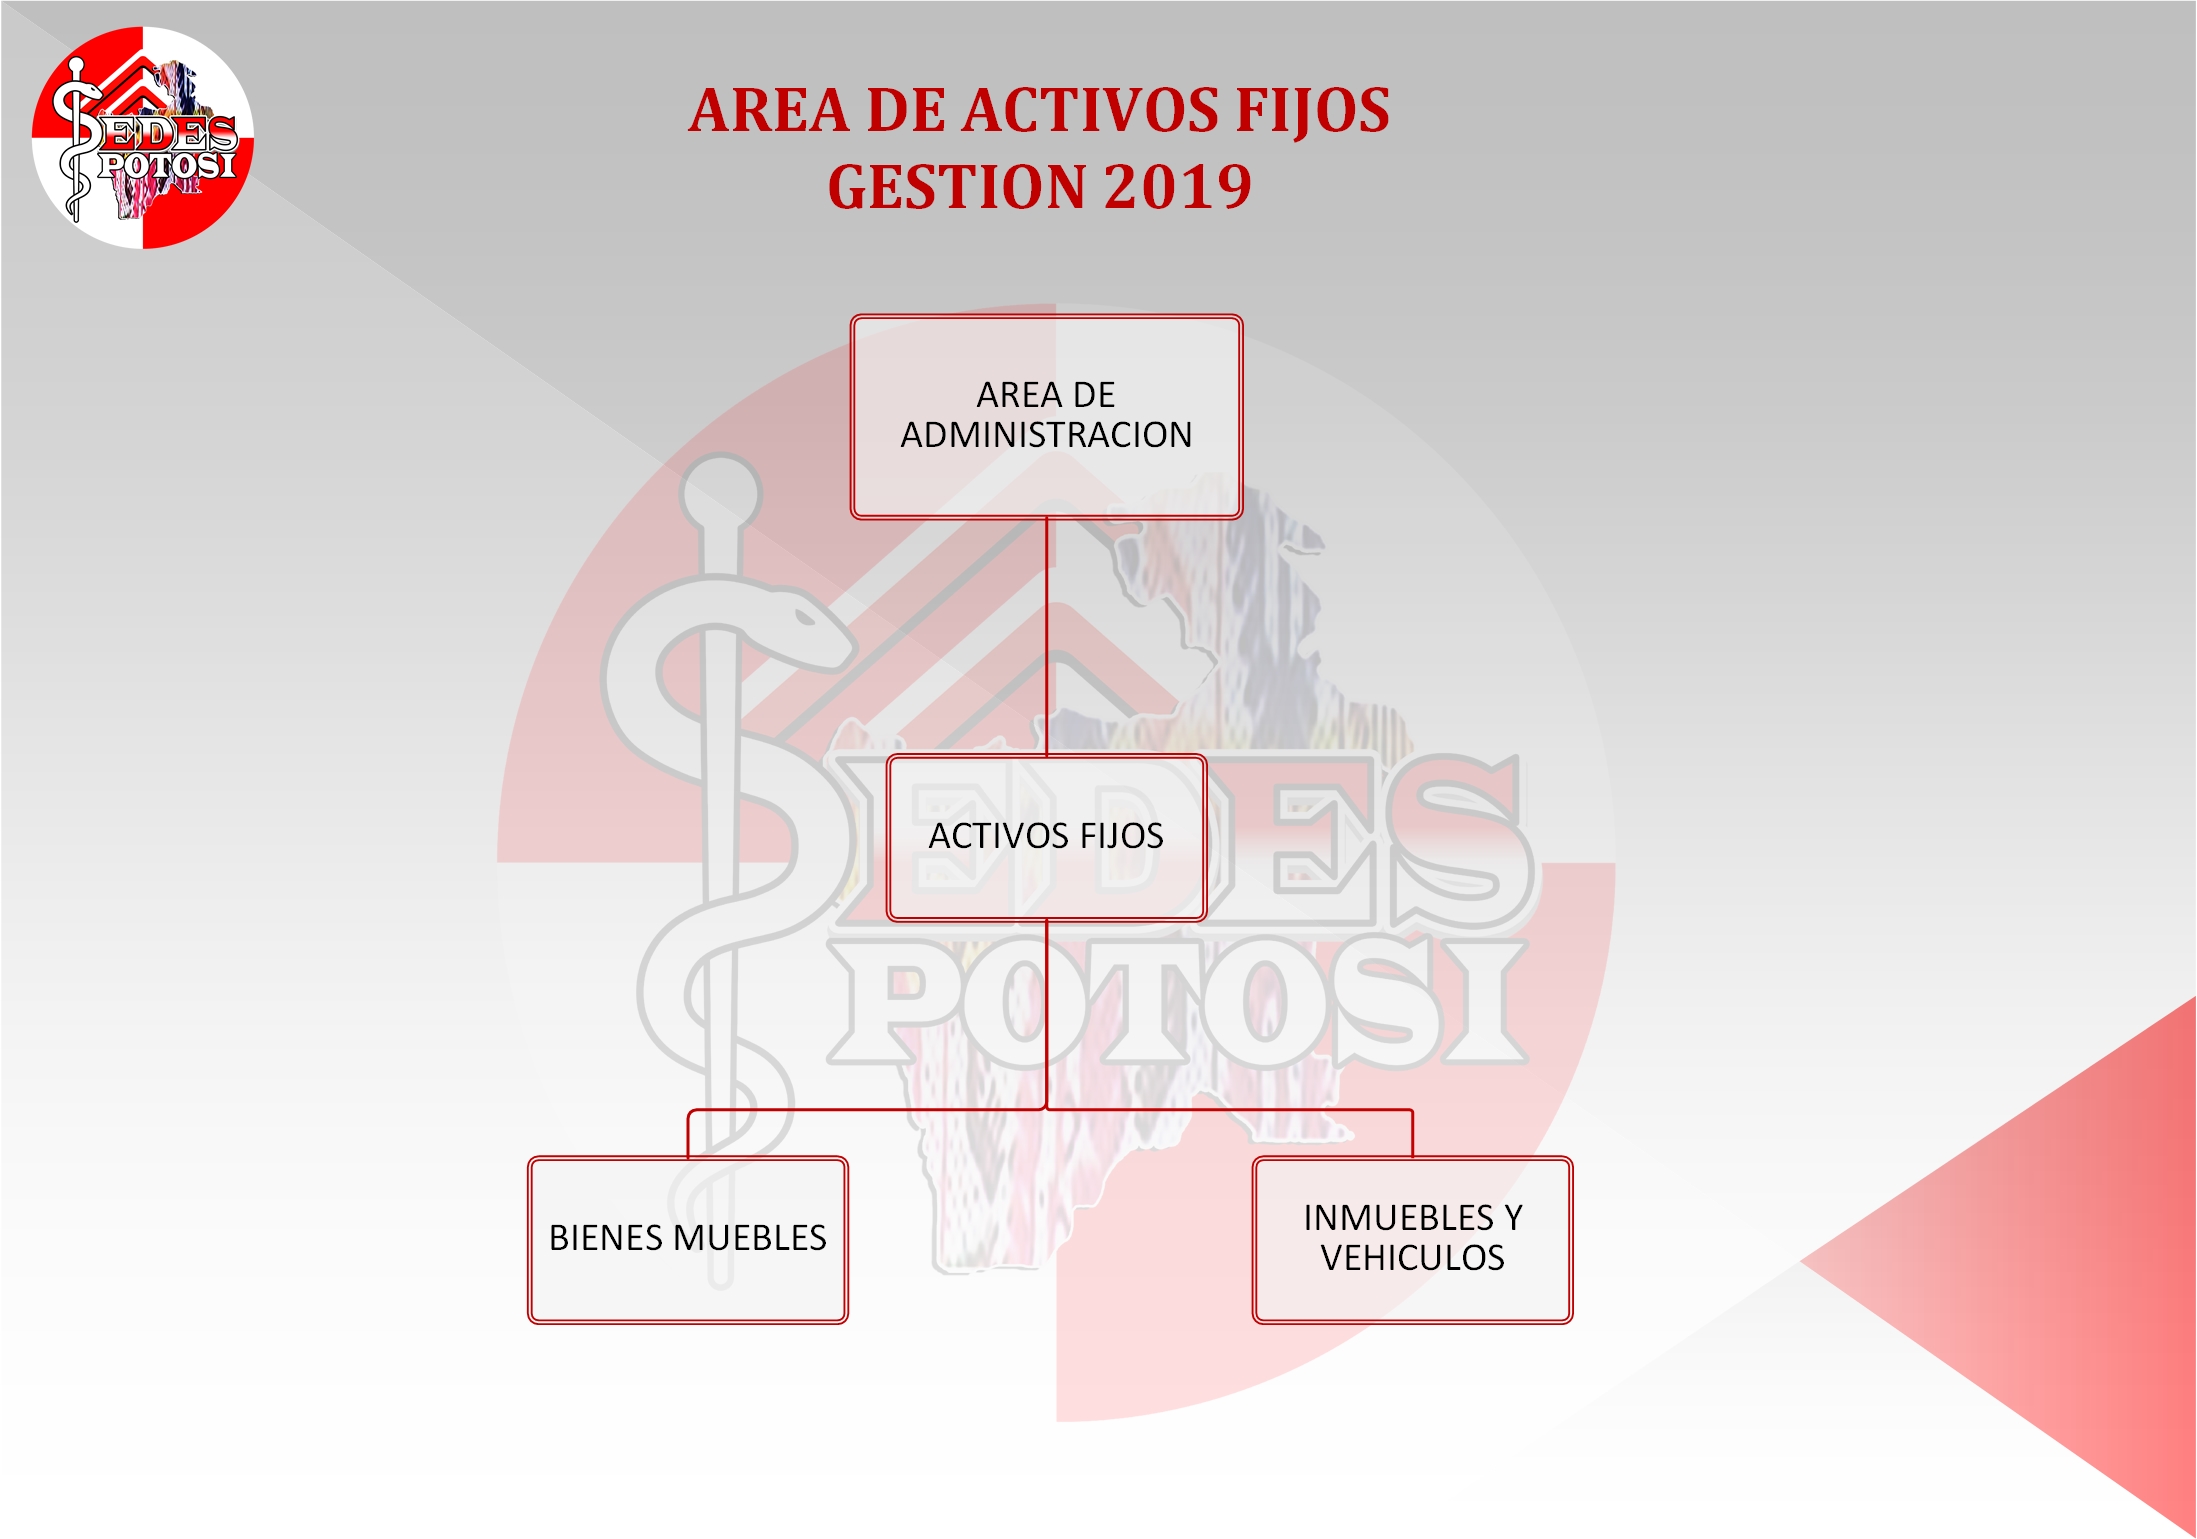 SEDES
POTOSI
AREA DE ACTIVOS FIJOS
GESTION 2019
AREA DE
ADMINISTRACION
ACTIVOS FIJOS
SEDES
POTOSI
BIENES MUEBLES
INMUEBLES Y
VEHICULOS